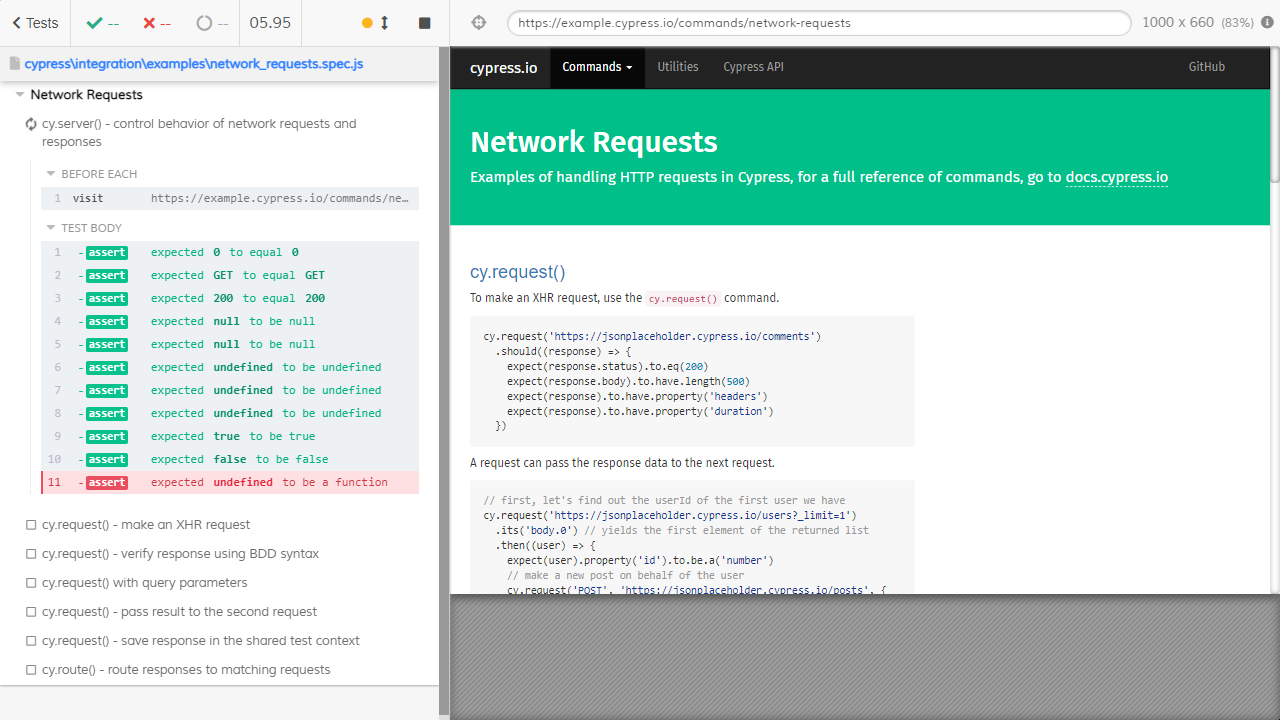 Tests
--
--
--
05.95
https://example.cypress.io/commands/network-requests
1000 x 660 (83%)
cypress\integration\examples\network_requests.spec.js
Network Requests
cy.server() - control behavior of network requests and
responses
BEFORE EACH
1 visit https://example.cypress.io/commands/ne…
TEST BODY
1 -assert expected 0 to equal 0
2 -assert expected GET to equal GET
3 -assert expected 200 to equal 200
4 -assert expected null to be null
5 -assert expected null to be null
6 -assert expected undefined to be undefined
7 -assert expected undefined to be undefined
8 -assert expected undefined to be undefined
9 -assert expected true to be true
10 -assert expected false to be false
11 -assert expected undefined to be a function
cy.request() - make an XHR request
cy.request() - verify response using BDD syntax
cy.request() with query parameters
cy.request() - pass result to the second request
cy.request() - save response in the shared test context
cy.route() - route responses to matching requests
cypress.io Commands Utilities Cypress API GitHub
Network Requests
Examples of handling HTTP requests in Cypress, for a full reference of commands, go to docs.cypress.io
cy.request()
To make an XHR request, use the cy.request() command.
cy.request('https://jsonplaceholder.cypress.io/comments')
.should((response) => {
expect(response.status).to.eq(200)
expect(response.body).to.have.length(500)
expect(response).to.have.property('headers')
expect(response).to.have.property('duration')
})
A request can pass the response data to the next request.
// first, let's find out the userId of the first user we have
cy.request('https://jsonplaceholder.cypress.io/users?_limit=1')
.its('body.0') // yields the first element of the returned list
.then((user) => {
expect(user).property('id').to.be.a('number')
// make a new post on behalf of the user
cy.request('POST', 'https://jsonplaceholder.cypress.io/posts', {